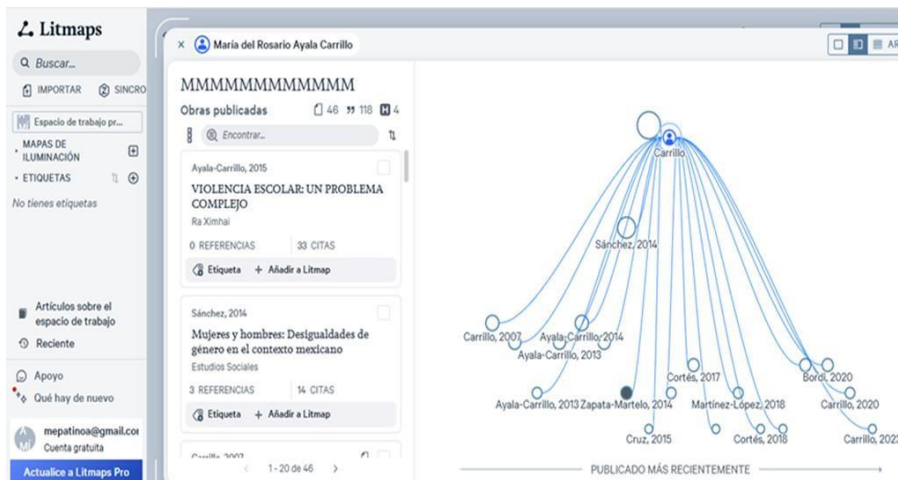 Litmaps
Buscar...
IMPORTAR
SINCRO
Espacio de trabajo pr...
MAPAS DE
ILUMINACIÓN
ETIQUETAS
No tienes etiquetas
Artículos sobre el
espacio de trabajo
Reciente
Apoyo
Qué hay de nuevo
mepatinoa@gmail.co
Cuenta gratuita
Actualice a Litmaps Pro
María del Rosario Ayala Carrillo
MMMMMMMMMMMM
Obras publicadas 46 118 H 4
Encontrar...
Ayala-Carrillo, 2015
VIOLENCIA ESCOLAR: UN PROBLEMA
COMPLEJO
Ra Ximhai
0 REFERENCIAS 33 CITAS
Etiqueta + Añadir a Litmap
Sánchez, 2014
Mujeres y hombres: Desigualdades de
género en el contexto mexicano
Estudios Sociales
3 REFERENCIAS 14 CITAS
Etiqueta + Añadir a Litmap
Carrillo, 2007
1 - 20 de 46
AR
Carrillo
Sánchez, 2014
Carrillo, 2007
Ayala-Carrillo, 2014
Ayala-Carrillo, 2013
Cortés, 2017
Bordi, 2020
Ayala-Carrillo, 2013
Zapata-Martelo, 2014
Martínez-López, 2018
Carrillo, 2020
Cruz, 2015
Cortés, 2018
Carrillo, 2023
PUBLICADO MÁS RECIENTEMENTE